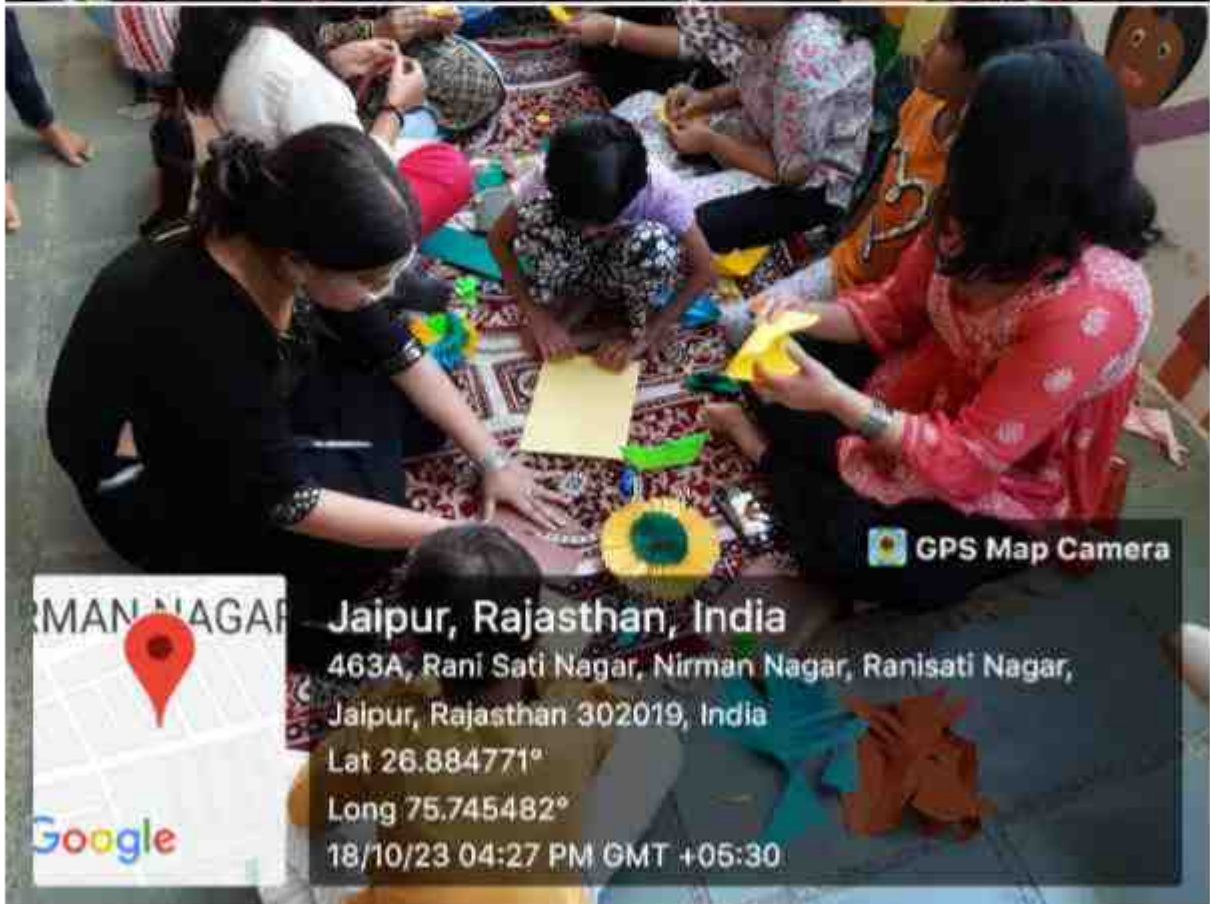 GPS Map Camera
RMAN NAGAR
Google
Jaipur, Rajasthan, India
463A, Rani Sati Nagar, Nirman Nagar, Ranisati Nagar,
Jaipur, Rajasthan 302019, India
Lat 26.884771°
Long 75.745482°
18/10/23 04:27 PM GMT +05:30